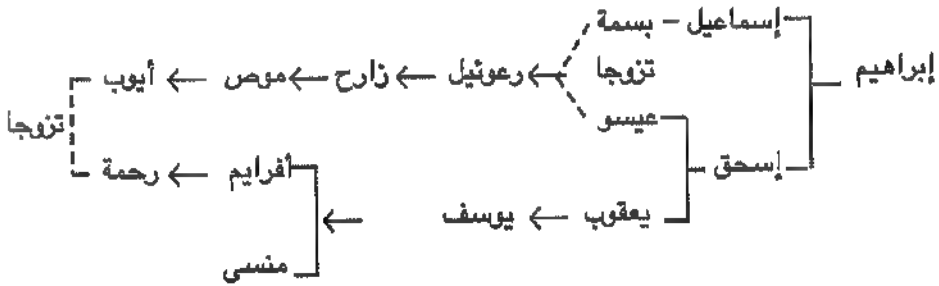 إسماعيل – بسمة
إبراهيم
تزوجا
رعوئيل
زارح
موص
أيوب
عيسو
تزوجا
إسحق
أفرايم
رحمة
يعقوب
يوسف
منسى